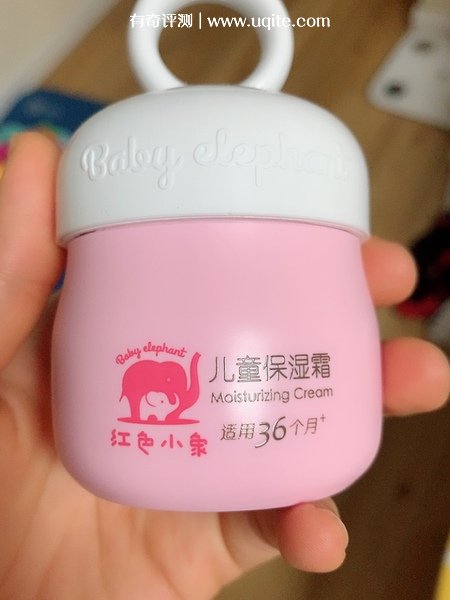 有奇评测 | www.uqite.com
Baby elephant
Baby elephant
红色小象
儿童保湿霜
Moisturizing Cream
适用36个月+